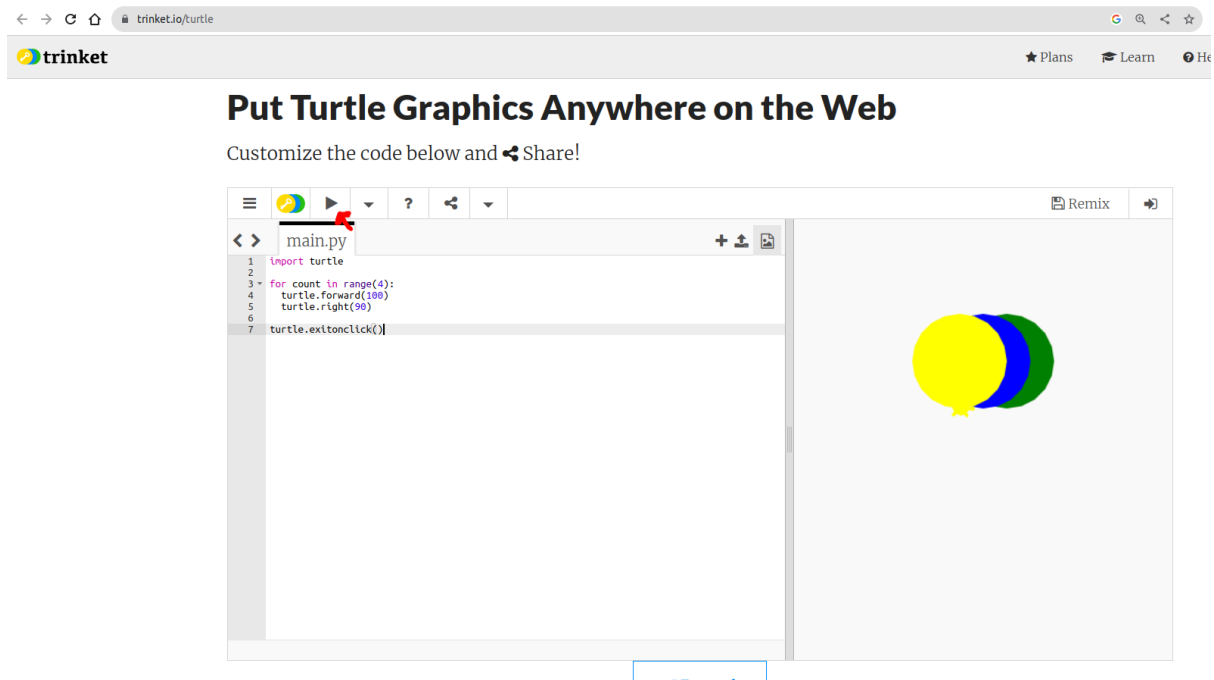 trinket.io/turtle
trinket
Plans
Learn
He
Put Turtle Graphics Anywhere on the Web
Customize the code below and Share!
?
Remix
main.py
1 import turtle
2
3 for count in range(4):
4 turtle.forward(100)
5 turtle.right(90)
6
7 turtle.exitonclick()